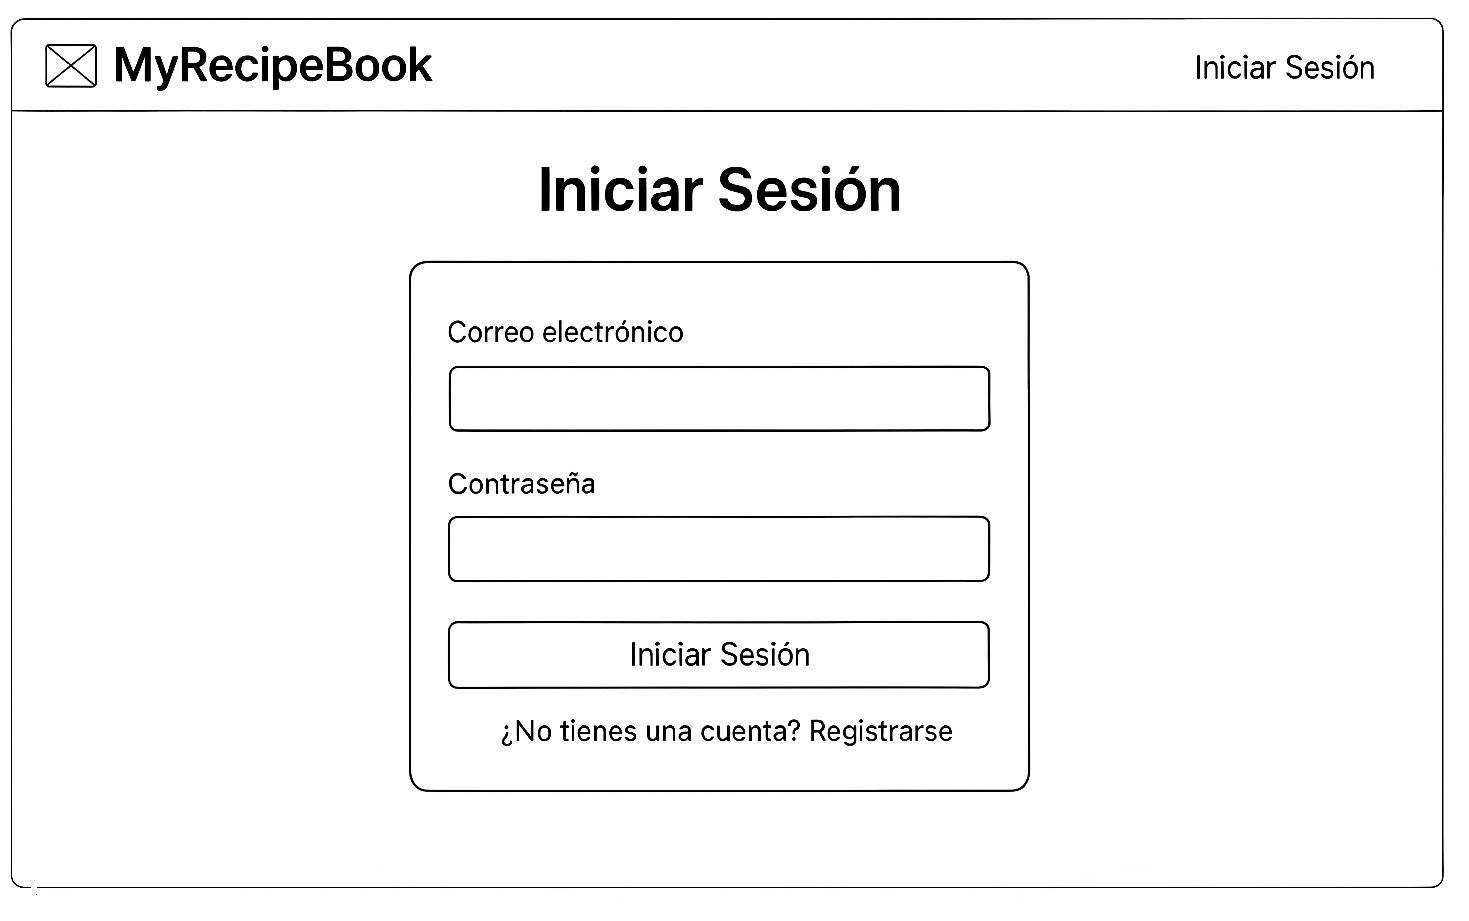 MyRecipeBook
Iniciar Sesión
Iniciar Sesión
Correo electrónico
Contraseña
Iniciar Sesión
¿No tienes una cuenta? Registrarse